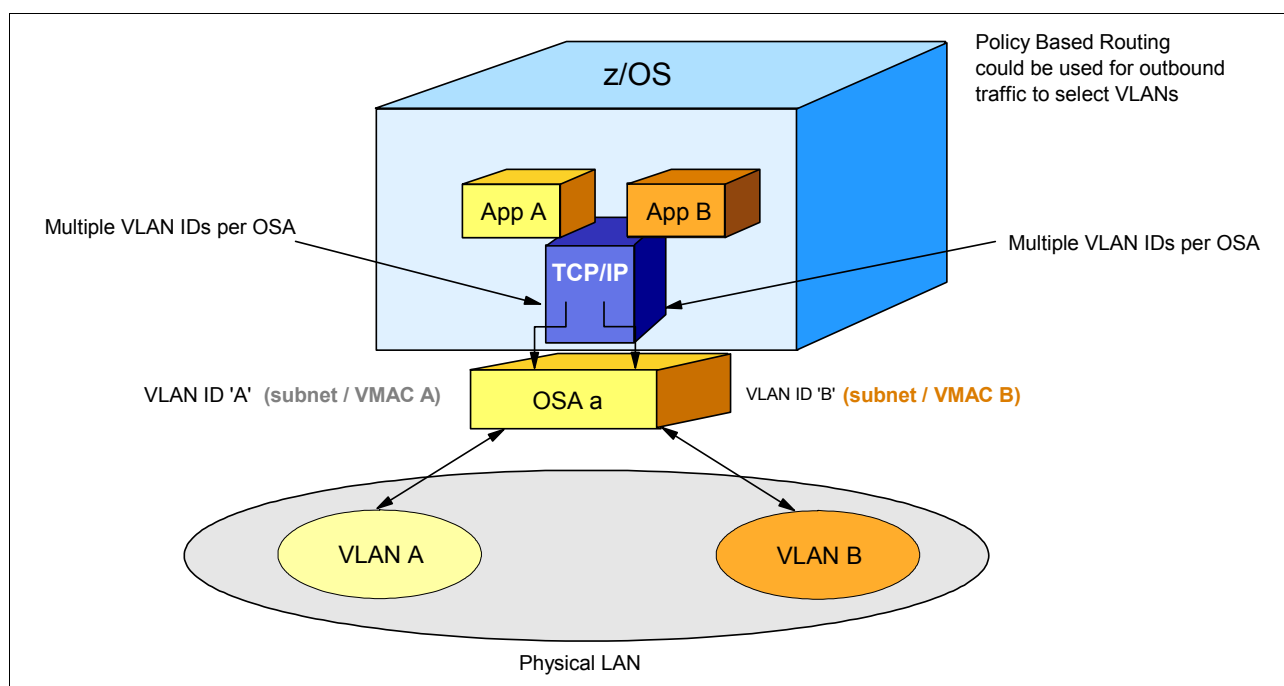 Policy Based Routing
could be used for outbound
traffic to select VLANs
z/OS
App A
App B
Multiple VLAN IDs per OSA
Multiple VLAN IDs per OSA
TCP/IP
VLAN ID 'A' (subnet / VMAC A)
OSA a
VLAN ID 'B' (subnet / VMAC B)
VLAN A
VLAN B
Physical LAN